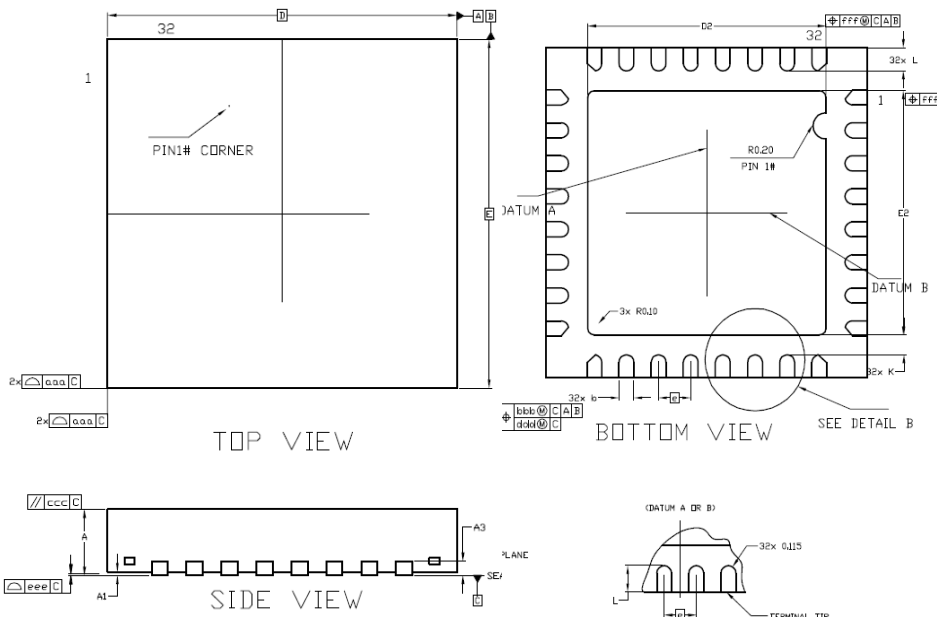 D
A B
32
1
PIN1# CORNER
E
2x aaa C
2x aaa C
TOP VIEW
fff Ⓜ C A B
D2
32
32x L
1
fff
R0.20
PIN 1#
DATUM A
E2
DATUM B
3x R0.10
32x K
32x b
e
bbb Ⓜ C A B
ddd Ⓜ C
SEE DETAIL B
BOTTOM VIEW
// ccc C
A
A3
eee C
A1
C
SIDE VIEW
(DATUM A OR B)
32x 0.115
L
e
TERMINAL TIP